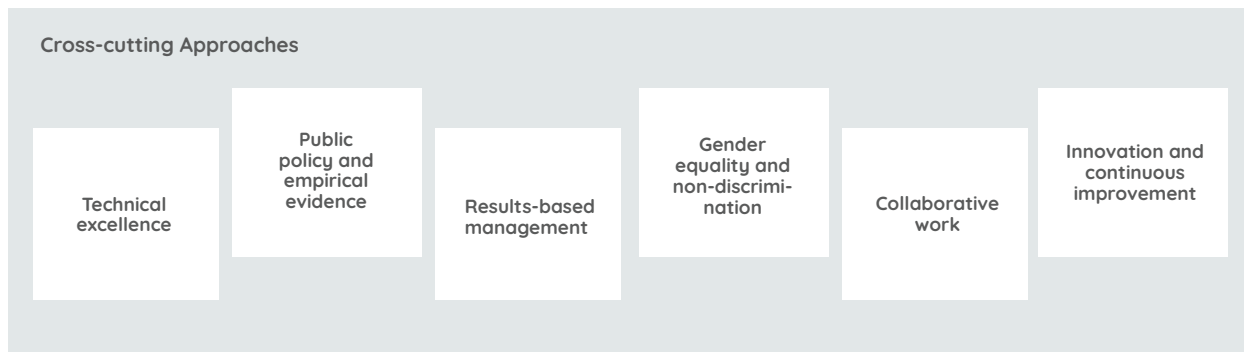 Cross-cutting Approaches
Technical
excellence
Public
policy and
empirical
evidence
Results-based
management
Gender
equality and
non-discrimi-
nation
Collaborative
work
Innovation and
continuous
improvement